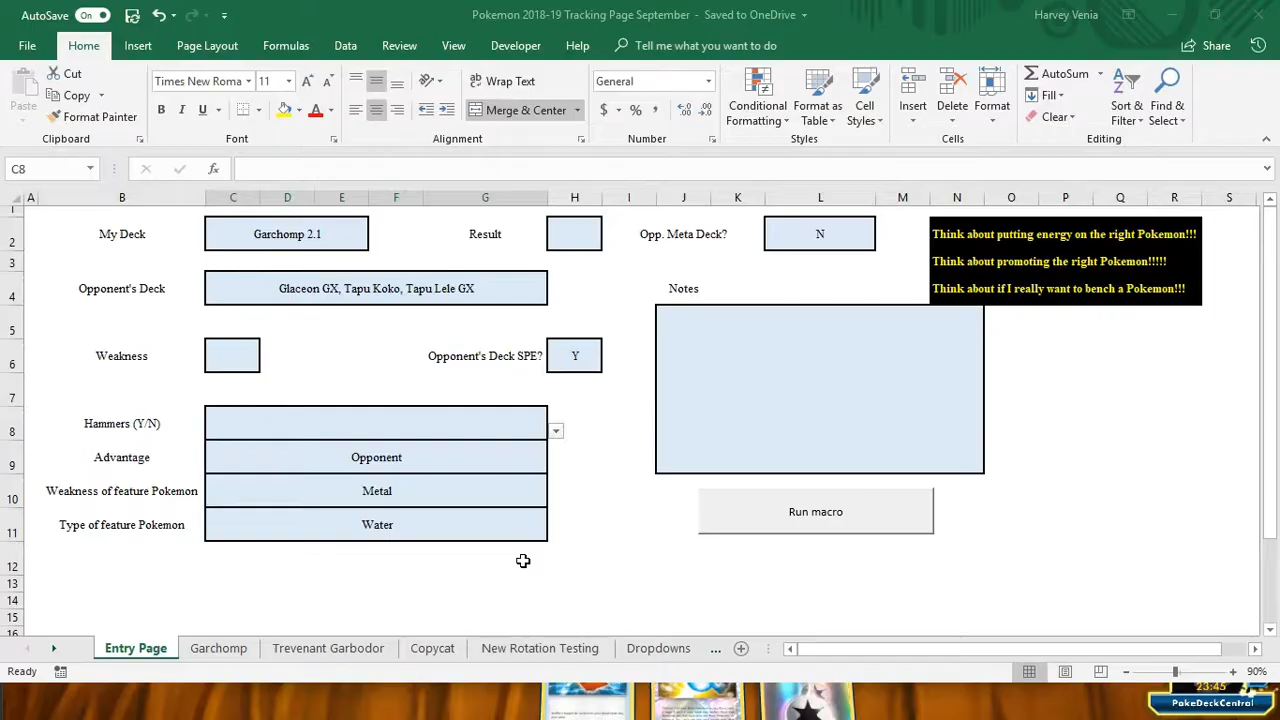 AutoSave On
Pokemon 2018-19 Tracking Page September - Saved to OneDrive
Harvey Venia
File Home Insert Page Layout Formulas Data Review View Developer Help Tell me what you want to do Share
Paste
Cut
Copy
Format Painter
Clipboard
Times New Roma 11
B I U
Font
Wrap Text
Merge & Center
Alignment
General
$ % ,
Number
Conditional Formatting
Format as Table
Cell Styles
Styles
Insert
Delete
Format
Cells
AutoSum
Fill
Clear
Sort & Filter
Find & Select
Editing
C8
fx
A B C D E F G H I J K L M N O P Q R S
2 My Deck Garchomp 2.1 Result Opp. Meta Deck? N Think about putting energy on the right Pokemon!!!
3 Think about promoting the right Pokemon!!!!!
4 Opponent's Deck Glaceon GX, Tapu Koko, Tapu Lele GX Notes Think about if I really want to bench a Pokemon!!!
5
6 Weakness Opponent's Deck SPE? Y
7
8 Hammers (Y/N)
9 Advantage Opponent
10 Weakness of feature Pokemon Metal
Run macro
11 Type of feature Pokemon Water
12
13
14
15
16
Entry Page Garchomp Trevenant Garbodor Copycat New Rotation Testing Dropdowns ...
Ready
90%
23:45
PokeDeckCentral